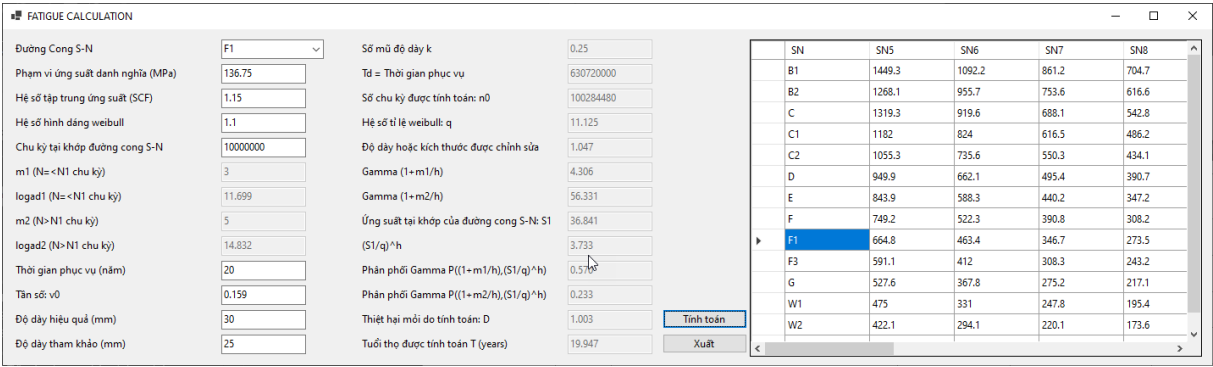 FATIGUE CALCULATION
Đường Cong S-N F1
Phạm vi ứng suất danh nghĩa (MPa) 136.75
Hệ số tập trung ứng suất (SCF) 1.15
Hệ số hình dáng weibull 1.1
Chu kỳ tại khớp đường cong S-N 10000000
m1 (N=<N1 chu kỳ) 3
logad1 (N=<N1 chu kỳ) 11.699
m2 (N>N1 chu kỳ) 5
logad2 (N>N1 chu kỳ) 14.832
Thời gian phục vụ (năm) 20
Tần số: v0 0.159
Độ dày hiệu quả (mm) 30
Độ dày tham khảo (mm) 25
Số mũ độ dày k 0.25
Td = Thời gian phục vụ 630720000
Số chu kỳ được tính toán: n0 100284480
Hệ số tỉ lệ weibull: q 11.125
Độ dày hoặc kích thước được chỉnh sửa 1.047
Gamma (1+m1/h) 4.306
Gamma (1+m2/h) 56.331
Ứng suất tại khớp của đường cong S-N: S1 36.841
(S1/q)^h 3.733
Phân phối Gamma P((1+m1/h),(S1/q)^h) 0.570
Phân phối Gamma P((1+m2/h),(S1/q)^h) 0.233
Thiệt hại mỏi do tính toán: D 1.003
Tuổi thọ được tính toán T (years) 19.947
Tính toán
Xuất
SN SN5 SN6 SN7 SN8
B1 1449.3 1092.2 861.2 704.7
B2 1268.1 955.7 753.6 616.6
C 1319.3 919.6 688.1 542.8
C1 1182 824 616.5 486.2
C2 1055.3 735.6 550.3 434.1
D 949.9 662.1 495.4 390.7
E 843.9 588.3 440.2 347.2
F 749.2 522.3 390.8 308.2
F1 664.8 463.4 346.7 273.5
F3 591.1 412 308.3 243.2
G 527.6 367.8 275.2 217.1
W1 475 331 247.8 195.4
W2 422.1 294.1 220.1 173.6